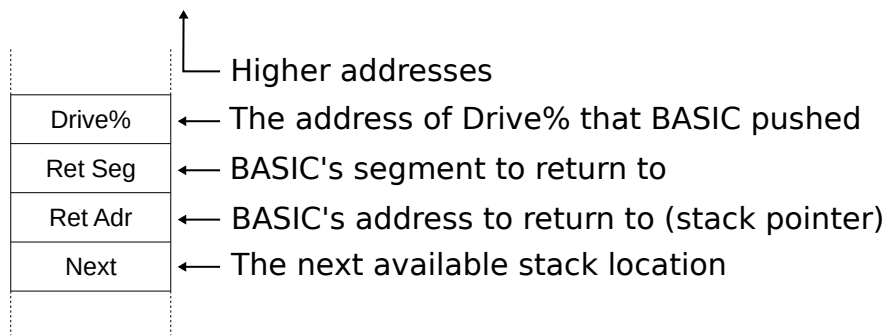 Higher addresses
Drive% The address of Drive% that BASIC pushed
Ret Seg BASIC's segment to return to
Ret Adr BASIC's address to return to (stack pointer)
Next The next available stack location